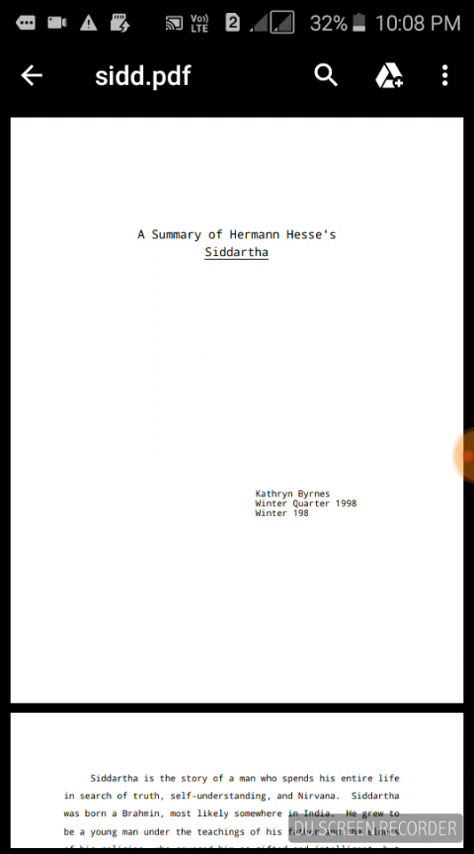 Vo)) LTE 2 32% 10:08 PM
sidd.pdf
A Summary of Hermann Hesse's
Siddartha
Kathryn Byrnes
Winter Quarter 1998
Winter 198
Siddartha is the story of a man who spends his entire life
in search of truth, self-understanding, and Nirvana. Siddartha
was born a Brahmin, most likely somewhere in India. He grew to
be a young man under the teachings of his
DU SCREEN RECORDER